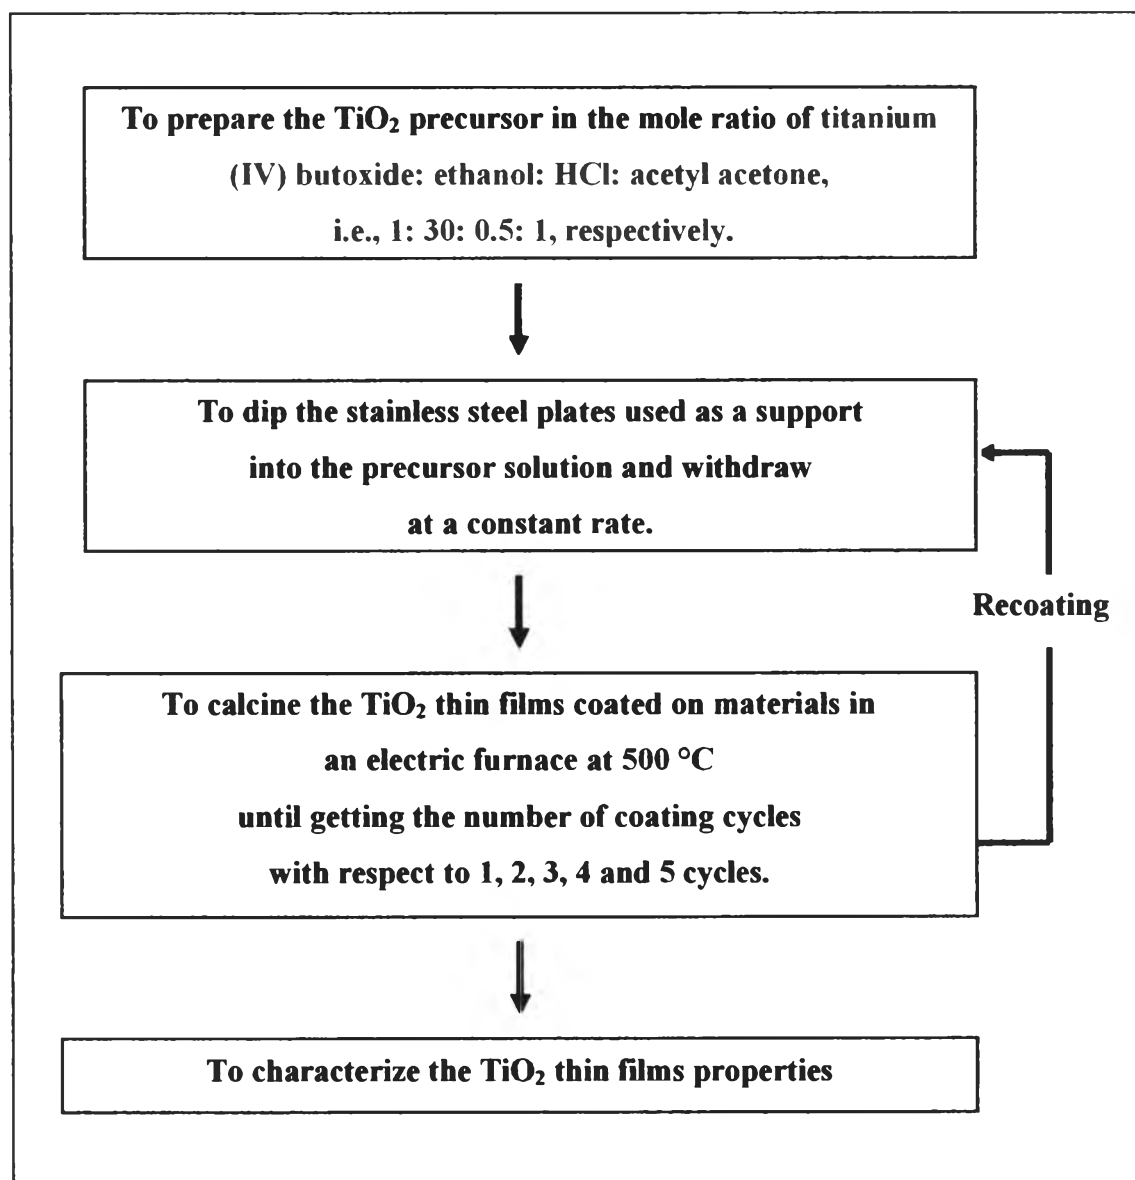 To prepare the TiO₂ precursor in the mole ratio of titanium
(IV) butoxide: ethanol: HCl: acetyl acetone,
i.e., 1: 30: 0.5: 1, respectively.
To dip the stainless steel plates used as a support
into the precursor solution and withdraw
at a constant rate.
Recoating
To calcine the TiO₂ thin films coated on materials in
an electric furnace at 500 °C
until getting the number of coating cycles
with respect to 1, 2, 3, 4 and 5 cycles.
To characterize the TiO₂ thin films properties